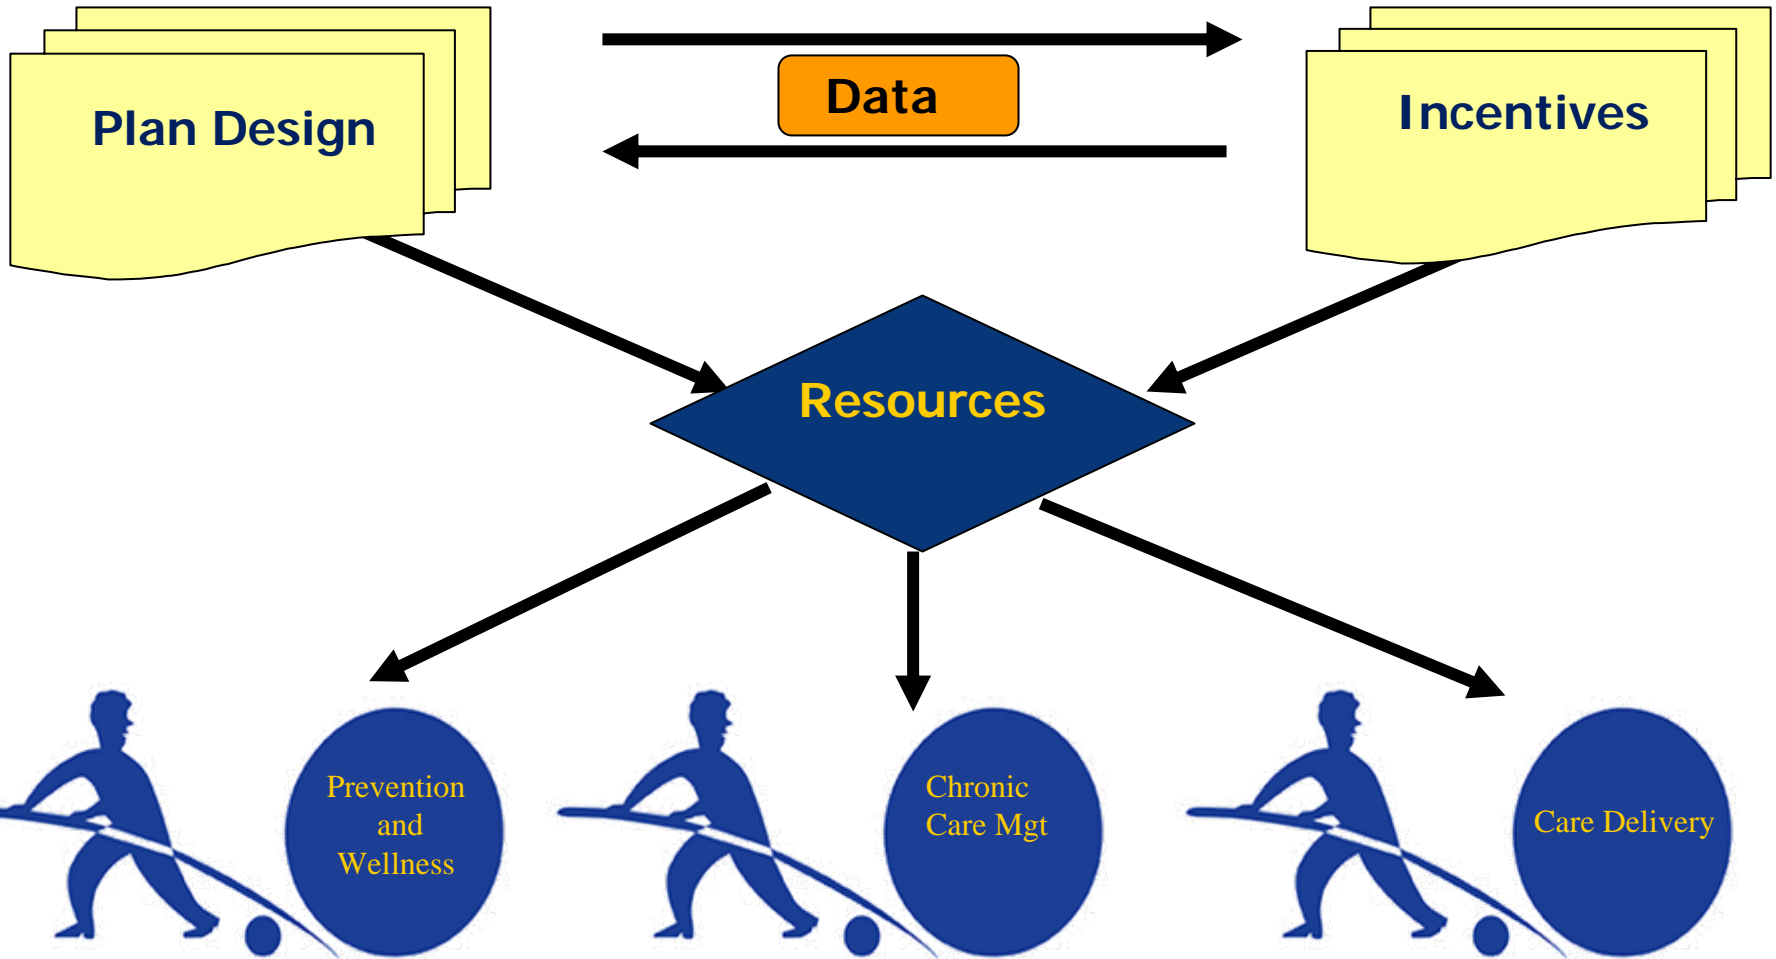 Plan Design
Data
Incentives
Resources
Prevention
and
Wellness
Chronic
Care Mgt
Care Delivery